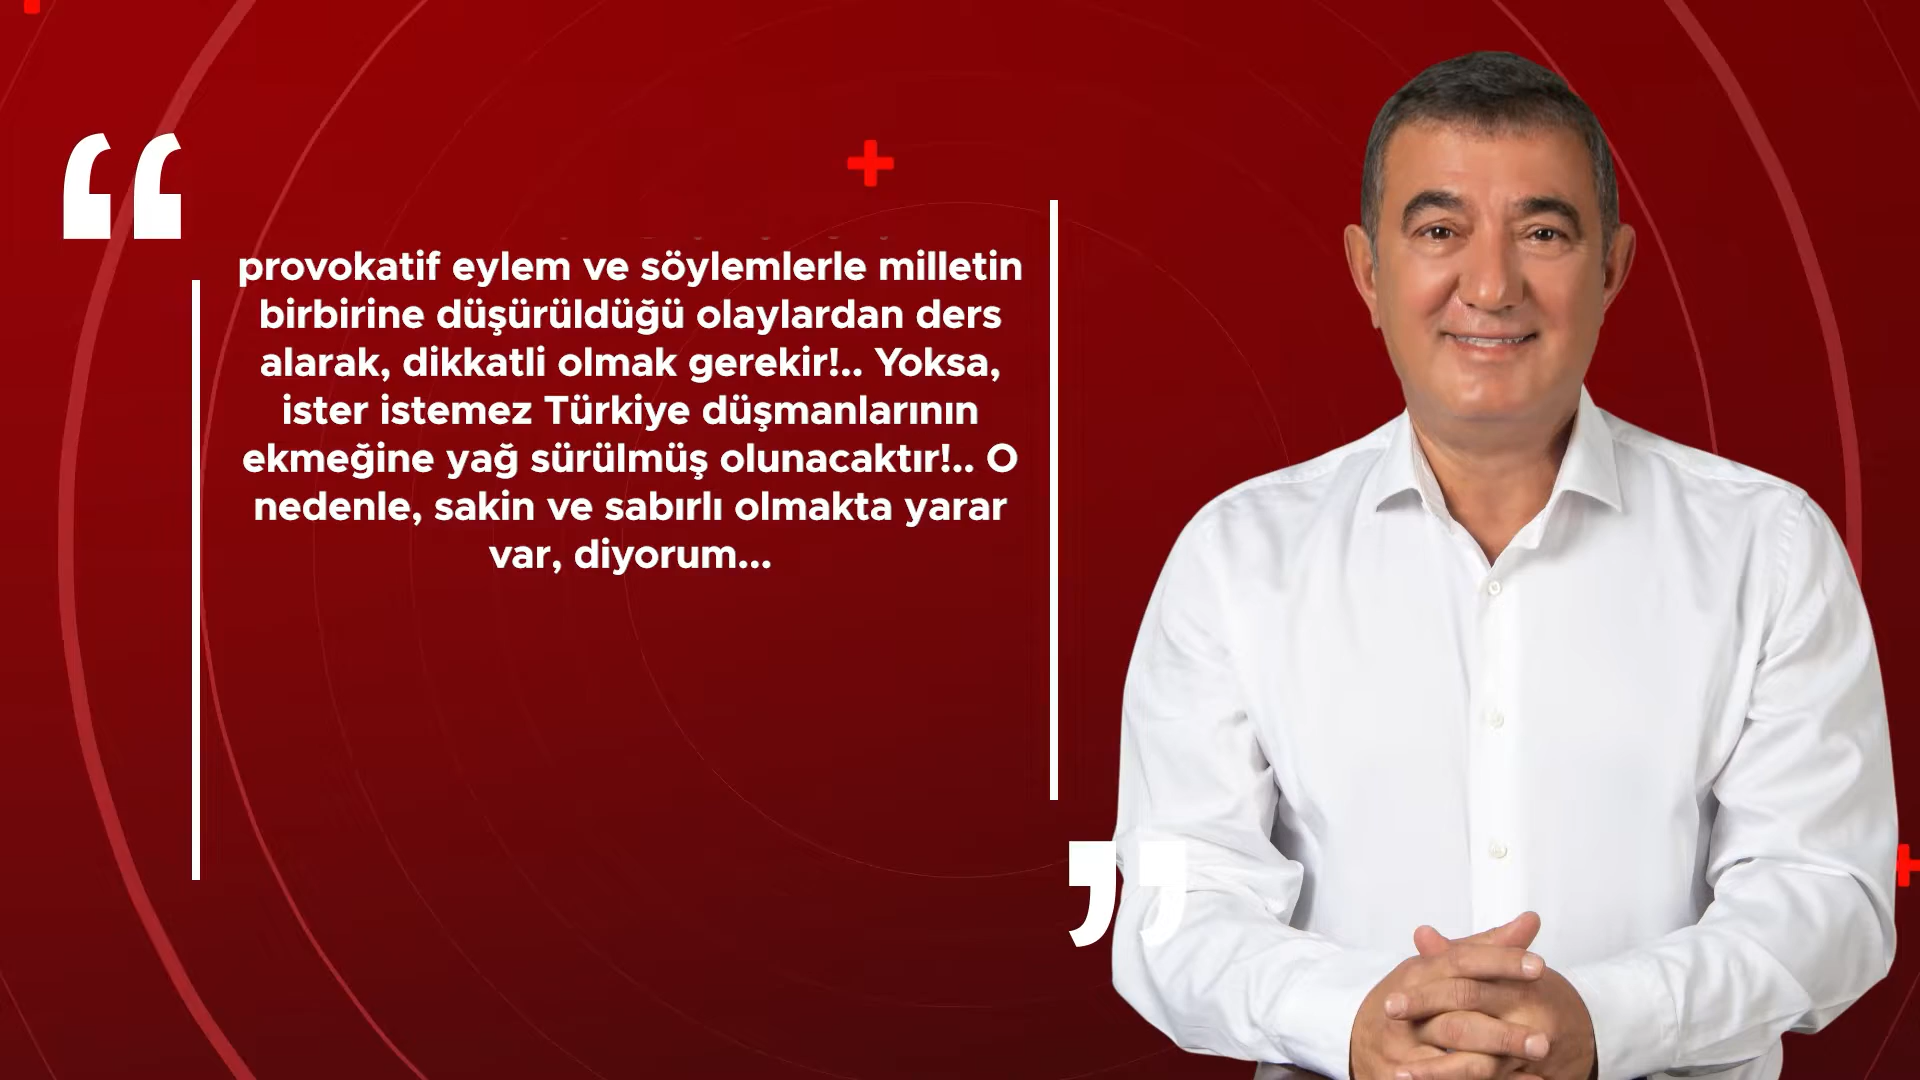 provokatif eylem ve söylemlerle milletin
birbirine düşürüldüğü olaylardan ders
alarak, dikkatli olmak gerekir!.. Yoksa,
ister istemez Türkiye düşmanlarının
ekmeğine yağ sürülmüş olunacaktır!.. O
nedenle, sakin ve sabırlı olmakta yarar
var, diyorum...